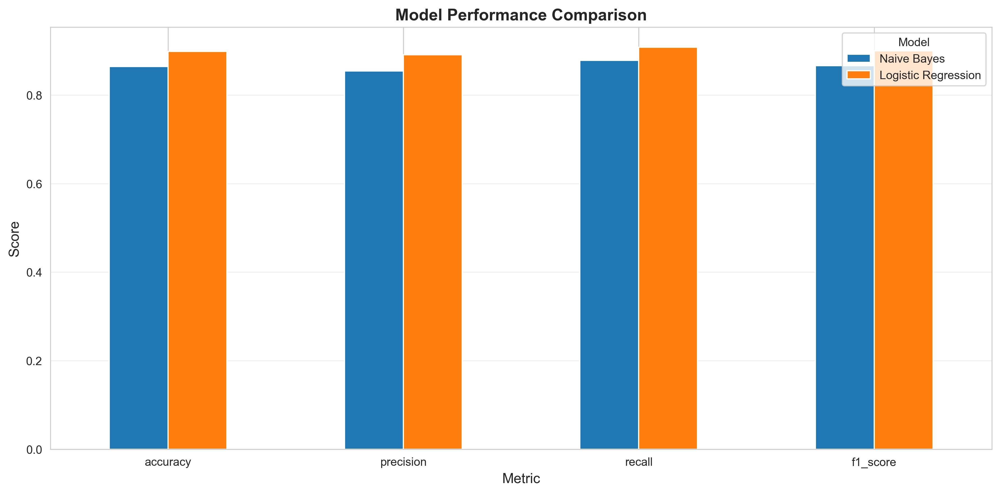 Model Performance Comparison
Model
Naive Bayes
Logistic Regression
Score
0.8
0.6
0.4
0.2
0.0
accuracy
precision
recall
f1_score
Metric